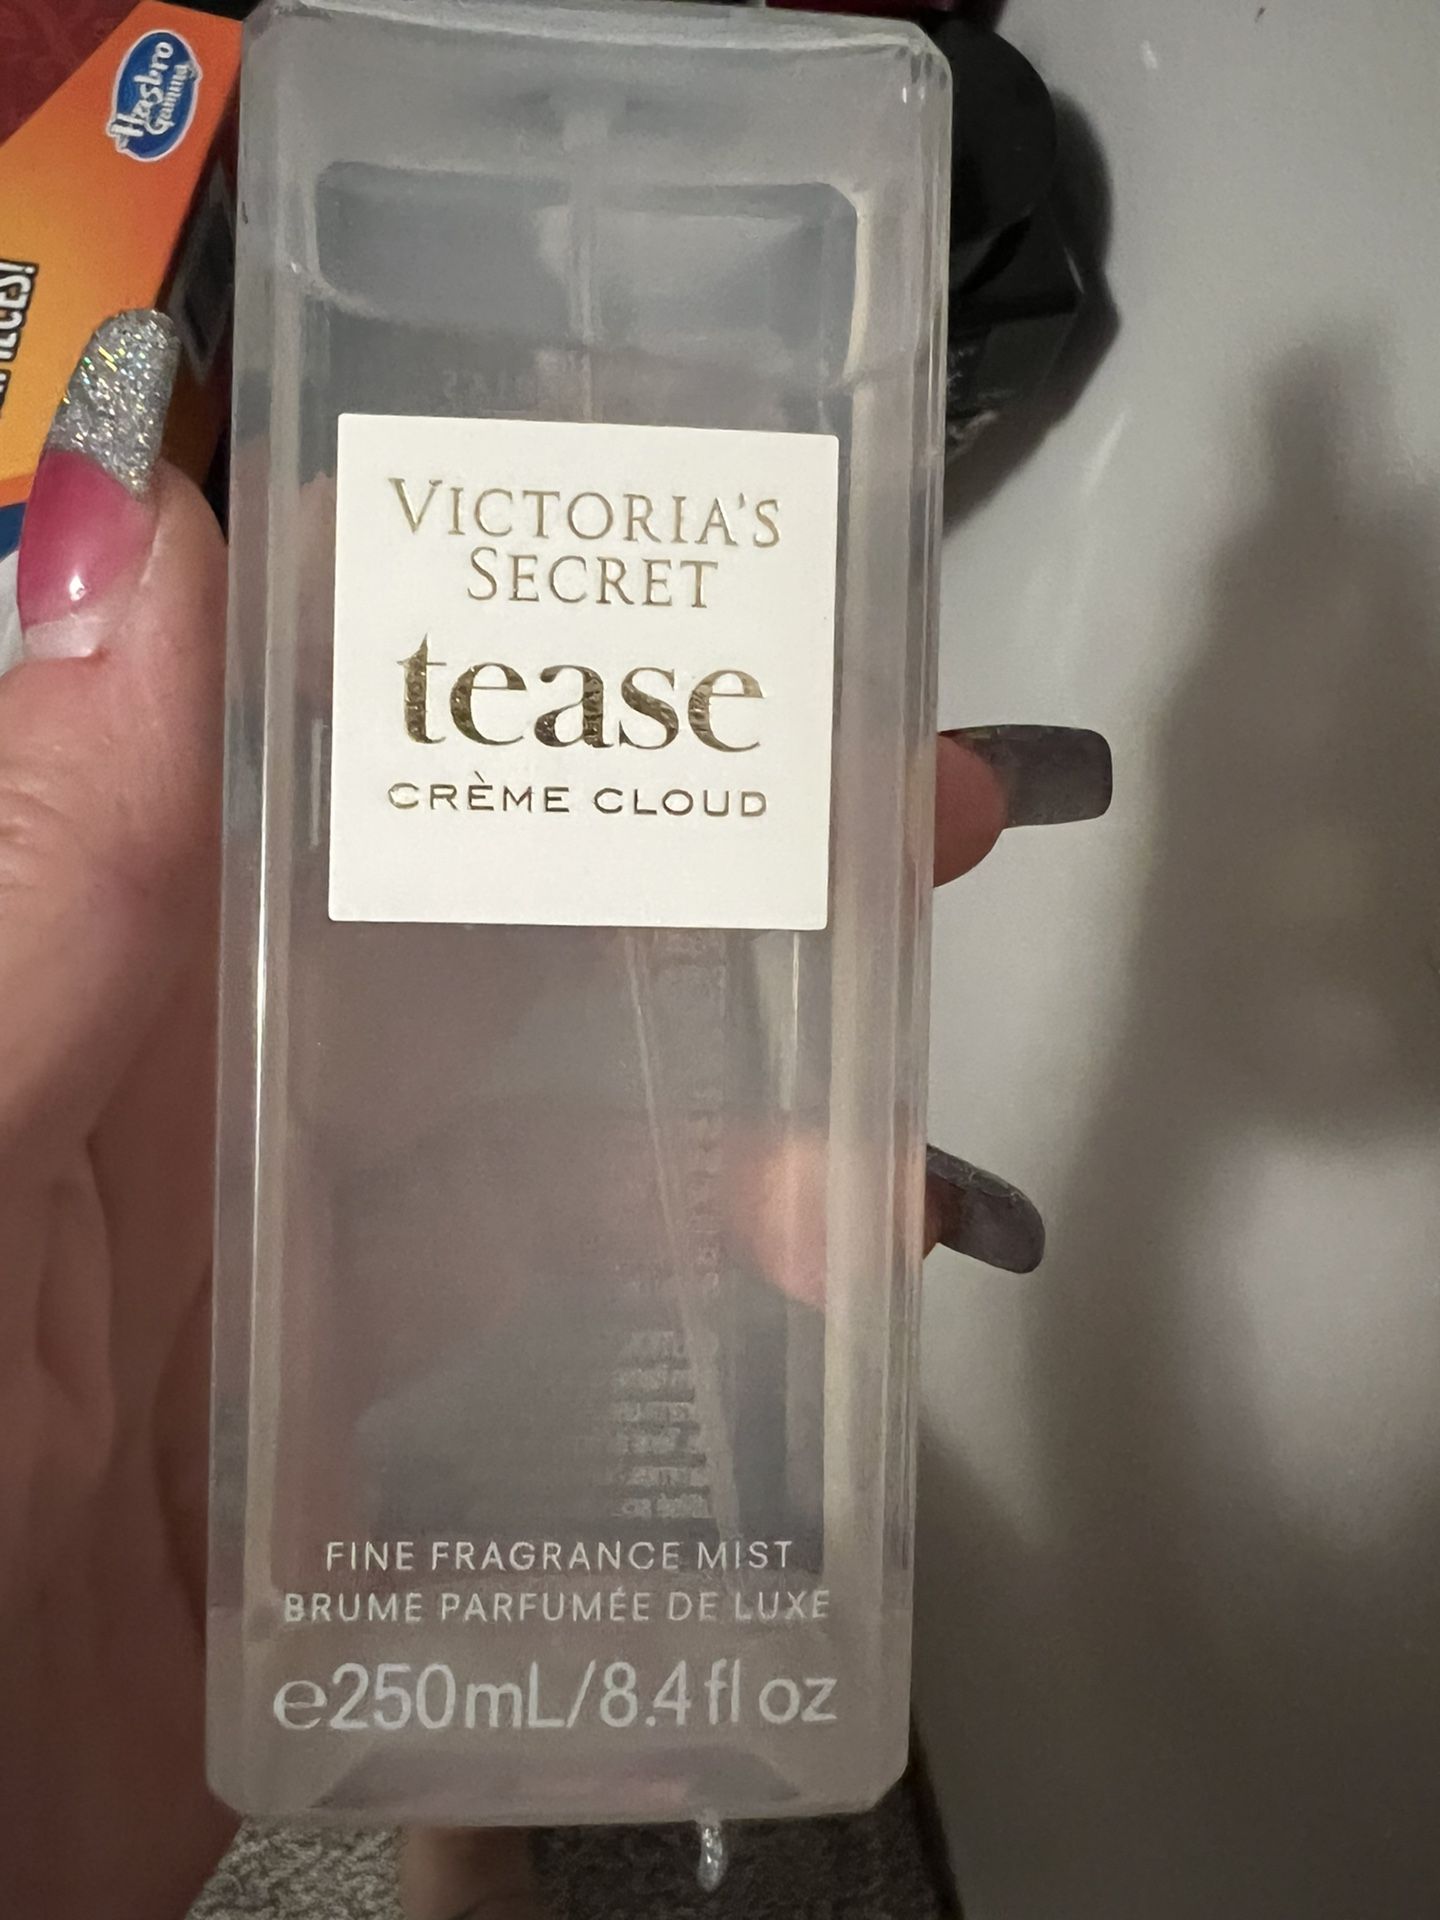 Hasbro
Gaming
VICTORIA'S
SECRET
tease
CRÈME CLOUD
FINE FRAGRANCE MIST
BRUME PARFUMÉE DE LUXE
e250mL/8.4 fl oz